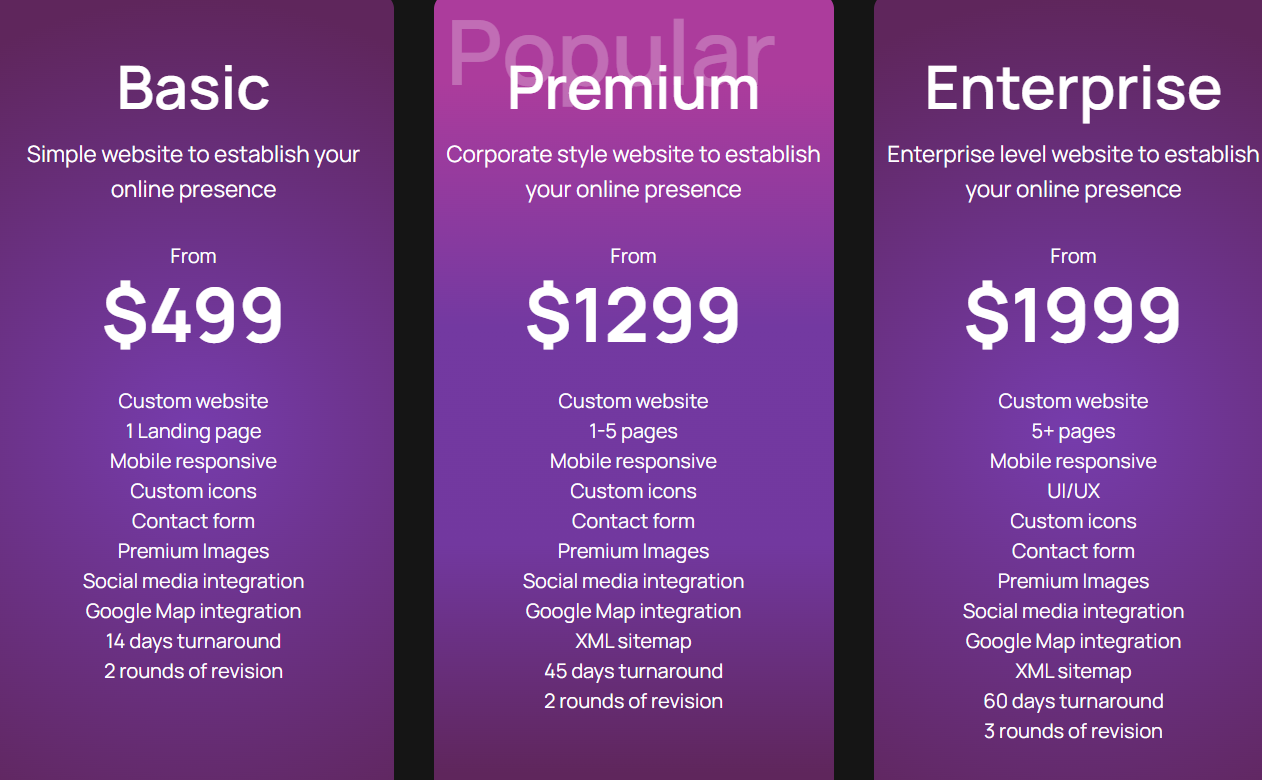 Basic
Simple website to establish your
online presence
From
$499
Custom website
1 Landing page
Mobile responsive
Custom icons
Contact form
Premium Images
Social media integration
Google Map integration
14 days turnaround
2 rounds of revision
Popular
Premium
Corporate style website to establish
your online presence
From
$1299
Custom website
1-5 pages
Mobile responsive
Custom icons
Contact form
Premium Images
Social media integration
Google Map integration
XML sitemap
45 days turnaround
2 rounds of revision
Enterprise
Enterprise level website to establish
your online presence
From
$1999
Custom website
5+ pages
Mobile responsive
UI/UX
Custom icons
Contact form
Premium Images
Social media integration
Google Map integration
XML sitemap
60 days turnaround
3 rounds of revision